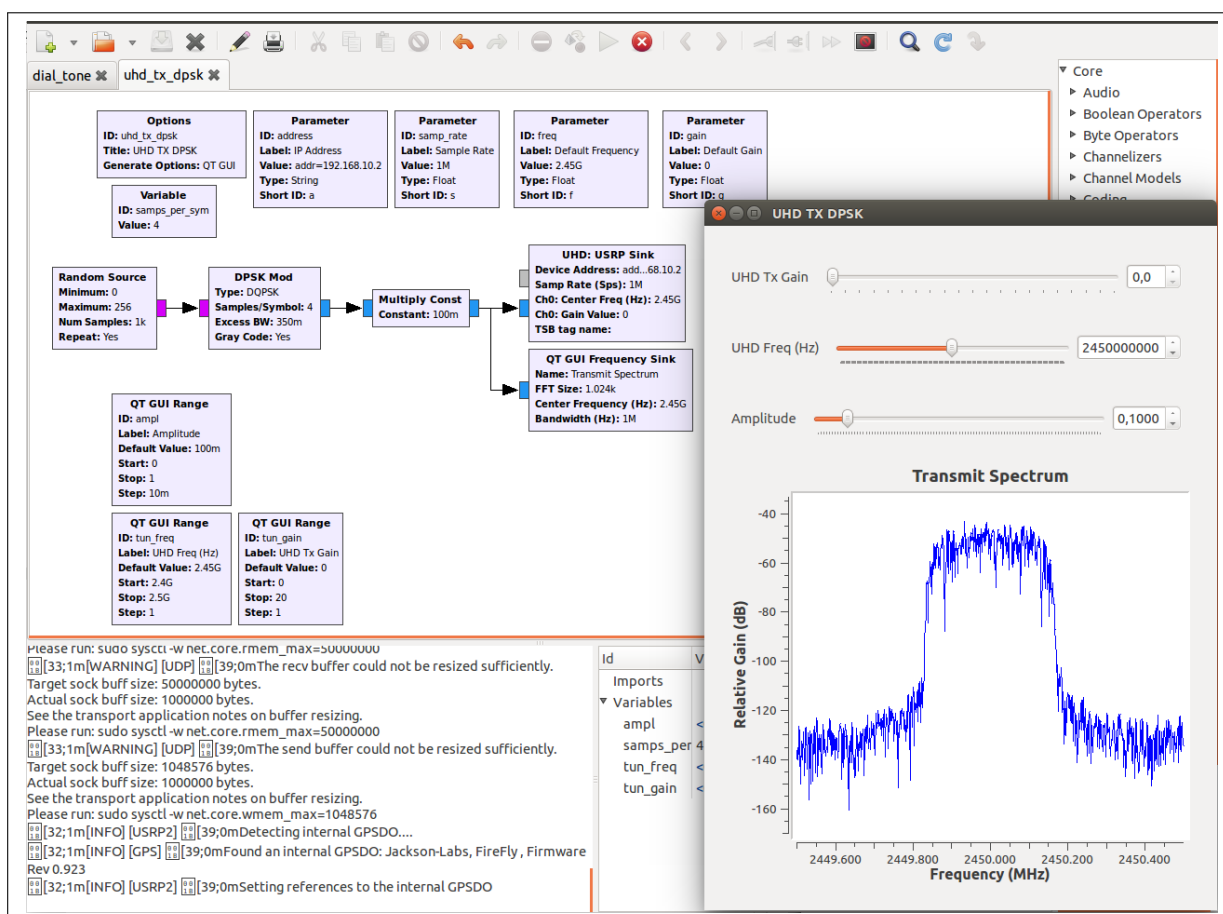 dial_tone
uhd_tx_dpsk
Options
ID: uhd_tx_dpsk
Title: UHD TX DPSK
Generate Options: QT GUI
Parameter
ID: address
Label: IP Address
Value: addr=192.168.10.2
Type: String
Short ID: a
Parameter
ID: samp_rate
Label: Sample Rate
Value: 1M
Type: Float
Short ID: s
Parameter
ID: freq
Label: Default Frequency
Value: 2.45G
Type: Float
Short ID: f
Parameter
ID: gain
Label: Default Gain
Value: 0
Type: Float
Short ID: g
Variable
ID: samps_per_sym
Value: 4
Random Source
Minimum: 0
Maximum: 256
Num Samples: 1k
Repeat: Yes
DPSK Mod
Type: DQPSK
Samples/Symbol: 4
Excess BW: 350m
Gray Code: Yes
Multiply Const
Constant: 100m
UHD: USRP Sink
Device Address: add...68.10.2
Samp Rate (Sps): 1M
Ch0: Center Freq (Hz): 2.45G
Ch0: Gain Value: 0
TSB tag name:
QT GUI Frequency Sink
Name: Transmit Spectrum
FFT Size: 1.024k
Center Frequency (Hz): 2.45G
Bandwidth (Hz): 1M
QT GUI Range
ID: ampl
Label: Amplitude
Default Value: 100m
Start: 0
Stop: 1
Step: 10m
QT GUI Range
ID: tun_freq
Label: UHD Freq (Hz)
Default Value: 2.45G
Start: 2.4G
Stop: 2.5G
Step: 1
QT GUI Range
ID: tun_gain
Label: UHD Tx Gain
Default Value: 0
Start: 0
Stop: 20
Step: 1
Core
Audio
Boolean Operators
Byte Operators
Channelizers
Channel Models
Coding
UHD TX DPSK
UHD Tx Gain
0,0
UHD Freq (Hz)
2450000000
Amplitude
0,1000
Transmit Spectrum
Relative Gain (dB)
-40
-60
-80
-100
-120
-140
-160
2449.600 2449.800 2450.000 2450.200 2450.400
Frequency (MHz)
Please run: sudo sysctl -w net.core.rmem_max=50000000
[33;1m[WARNING] [UDP] [39;0mThe recv buffer could not be resized sufficiently.
Target sock buff size: 50000000 bytes.
Actual sock buff size: 1000000 bytes.
See the transport application notes on buffer resizing.
Please run: sudo sysctl -w net.core.rmem_max=50000000
[33;1m[WARNING] [UDP] [39;0mThe send buffer could not be resized sufficiently.
Target sock buff size: 1048576 bytes.
Actual sock buff size: 1000000 bytes.
See the transport application notes on buffer resizing.
Please run: sudo sysctl -w net.core.wmem_max=1048576
[32;1m[INFO] [USRP2] [39;0mDetecting internal GPSDO....
[32;1m[INFO] [GPS] [39;0mFound an internal GPSDO: Jackson-Labs, FireFly , Firmware
Rev 0.923
[32;1m[INFO] [USRP2] [39;0mSetting references to the internal GPSDO
Id V
Imports
Variables
ampl <
samps_per 4
tun_freq <
tun_gain <